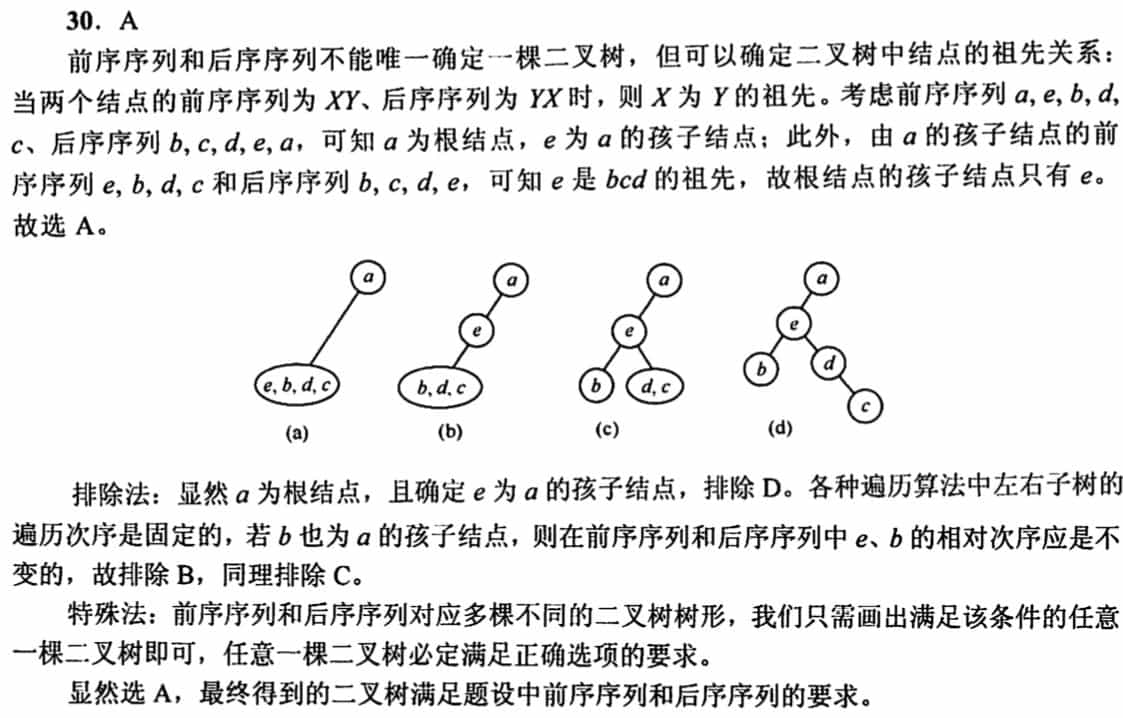 30. A
前序序列和后序序列不能唯一确定一棵二叉树，但可以确定二叉树中结点的祖先关系：
当两个结点的前序序列为 XY、后序序列为 YX 时，则 X 为 Y 的祖先。考虑前序序列 a, e, b, d,
c、后序序列 b, c, d, e, a，可知 a 为根结点，e 为 a 的孩子结点；此外，由 a 的孩子结点的前
序序列 e, b, d, c 和后序序列 b, c, d, e，可知 e 是 bcd 的祖先，故根结点的孩子结点只有 e。
故选 A。
a
e, b, d, c
(a)
a
e
b, d, c
(b)
a
e
b
d, c
(c)
a
e
b
d
c
(d)
排除法：显然 a 为根结点，且确定 e 为 a 的孩子结点，排除 D。各种遍历算法中左右子树的
遍历次序是固定的，若 b 也为 a 的孩子结点，则在前序序列和后序序列中 e、b 的相对次序应是不
变的，故排除 B，同理排除 C。
特殊法：前序序列和后序序列对应多棵不同的二叉树树形，我们只需画出满足该条件的任意
一棵二叉树即可，任意一棵二叉树必定满足正确选项的要求。
显然选 A，最终得到的二叉树满足题设中前序序列和后序序列的要求。